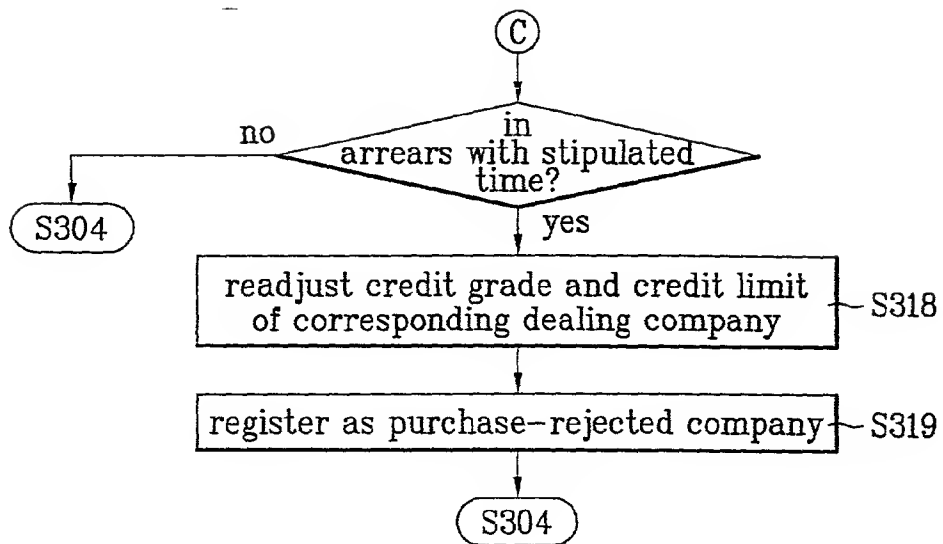 C
in
arrears with stipulated
time?
no
S304
yes
readjust credit grade and credit limit
of corresponding dealing company
S318
register as purchase-rejected company
S319
S304